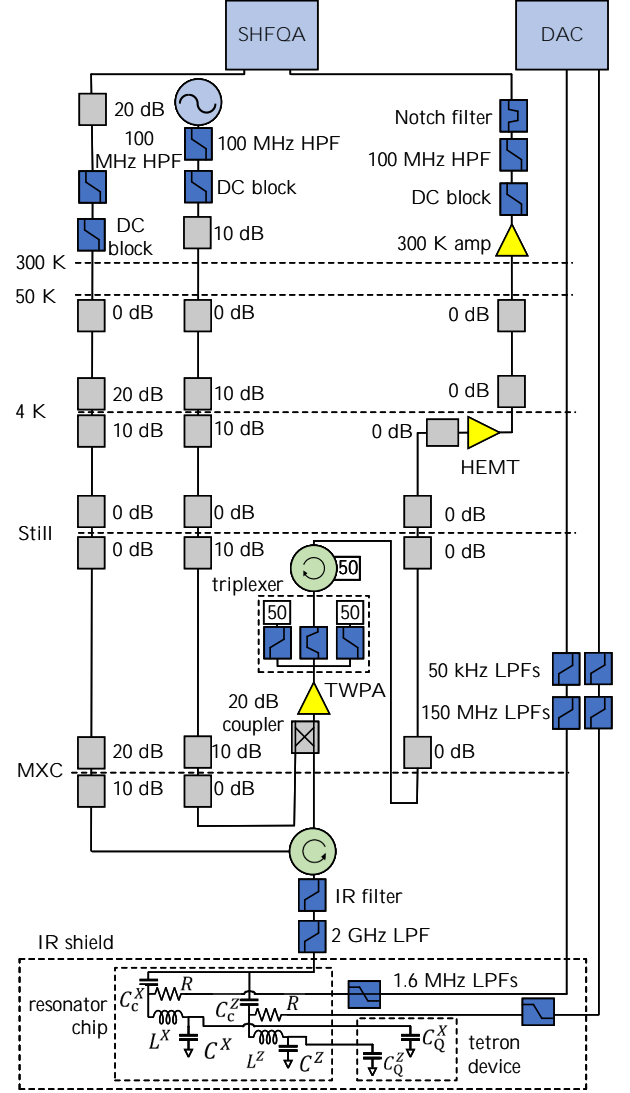 SHFQA
DAC
20 dB
100
MHz HPF
100 MHz HPF
DC block
DC
block
10 dB
Notch filter
100 MHz HPF
DC block
300 K amp
300 K
50 K
0 dB
0 dB
0 dB
20 dB
10 dB
0 dB
4 K
10 dB
10 dB
0 dB
HEMT
0 dB
0 dB
0 dB
Still
0 dB
10 dB
0 dB
50
triplexer
50
50
TWPA
20 dB
coupler
50 kHz LPFs
150 MHz LPFs
20 dB
10 dB
0 dB
MXC
10 dB
0 dB
IR filter
2 GHz LPF
IR shield
1.6 MHz LPFs
resonator
chip
C_c^X
R
C_c^Z
R
L^X
C^X
L^Z
C^Z
C_Q^X
C_Q^Z
tetron
device